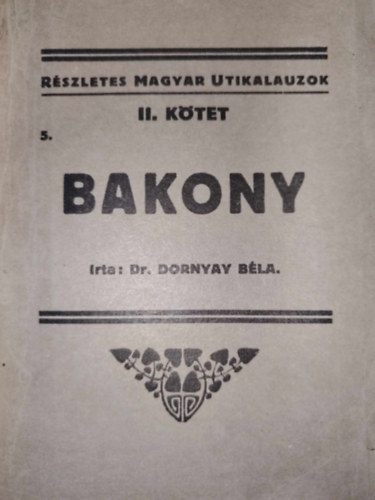 RÉSZLETES MAGYAR UTIKALAUZOK
II. KÖTET
5.
BAKONY
Irta: Dr. DORNYAY BÉLA.